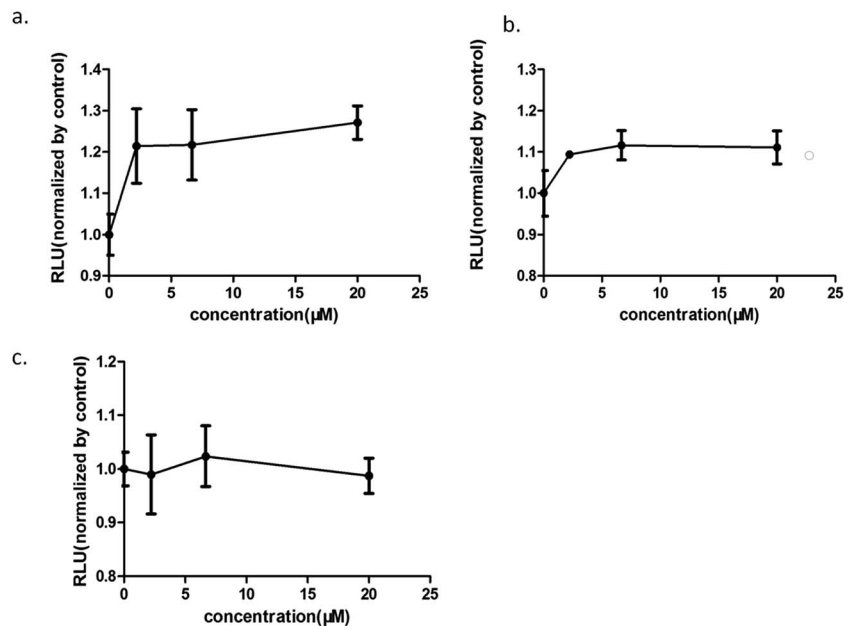 a.
RLU(normalized by control)
1.4
1.3
1.2
1.1
1.0
0.9
0 5 10 15 20 25
concentration(µM)
b.
RLU(normalized by control)
1.3
1.2
1.1
1.0
0.9
0.8
0 5 10 15 20 25
concentration(µM)
c.
RLU(normalized by control)
1.2
1.1
1.0
0.9
0.8
0 5 10 15 20 25
concentration(µM)